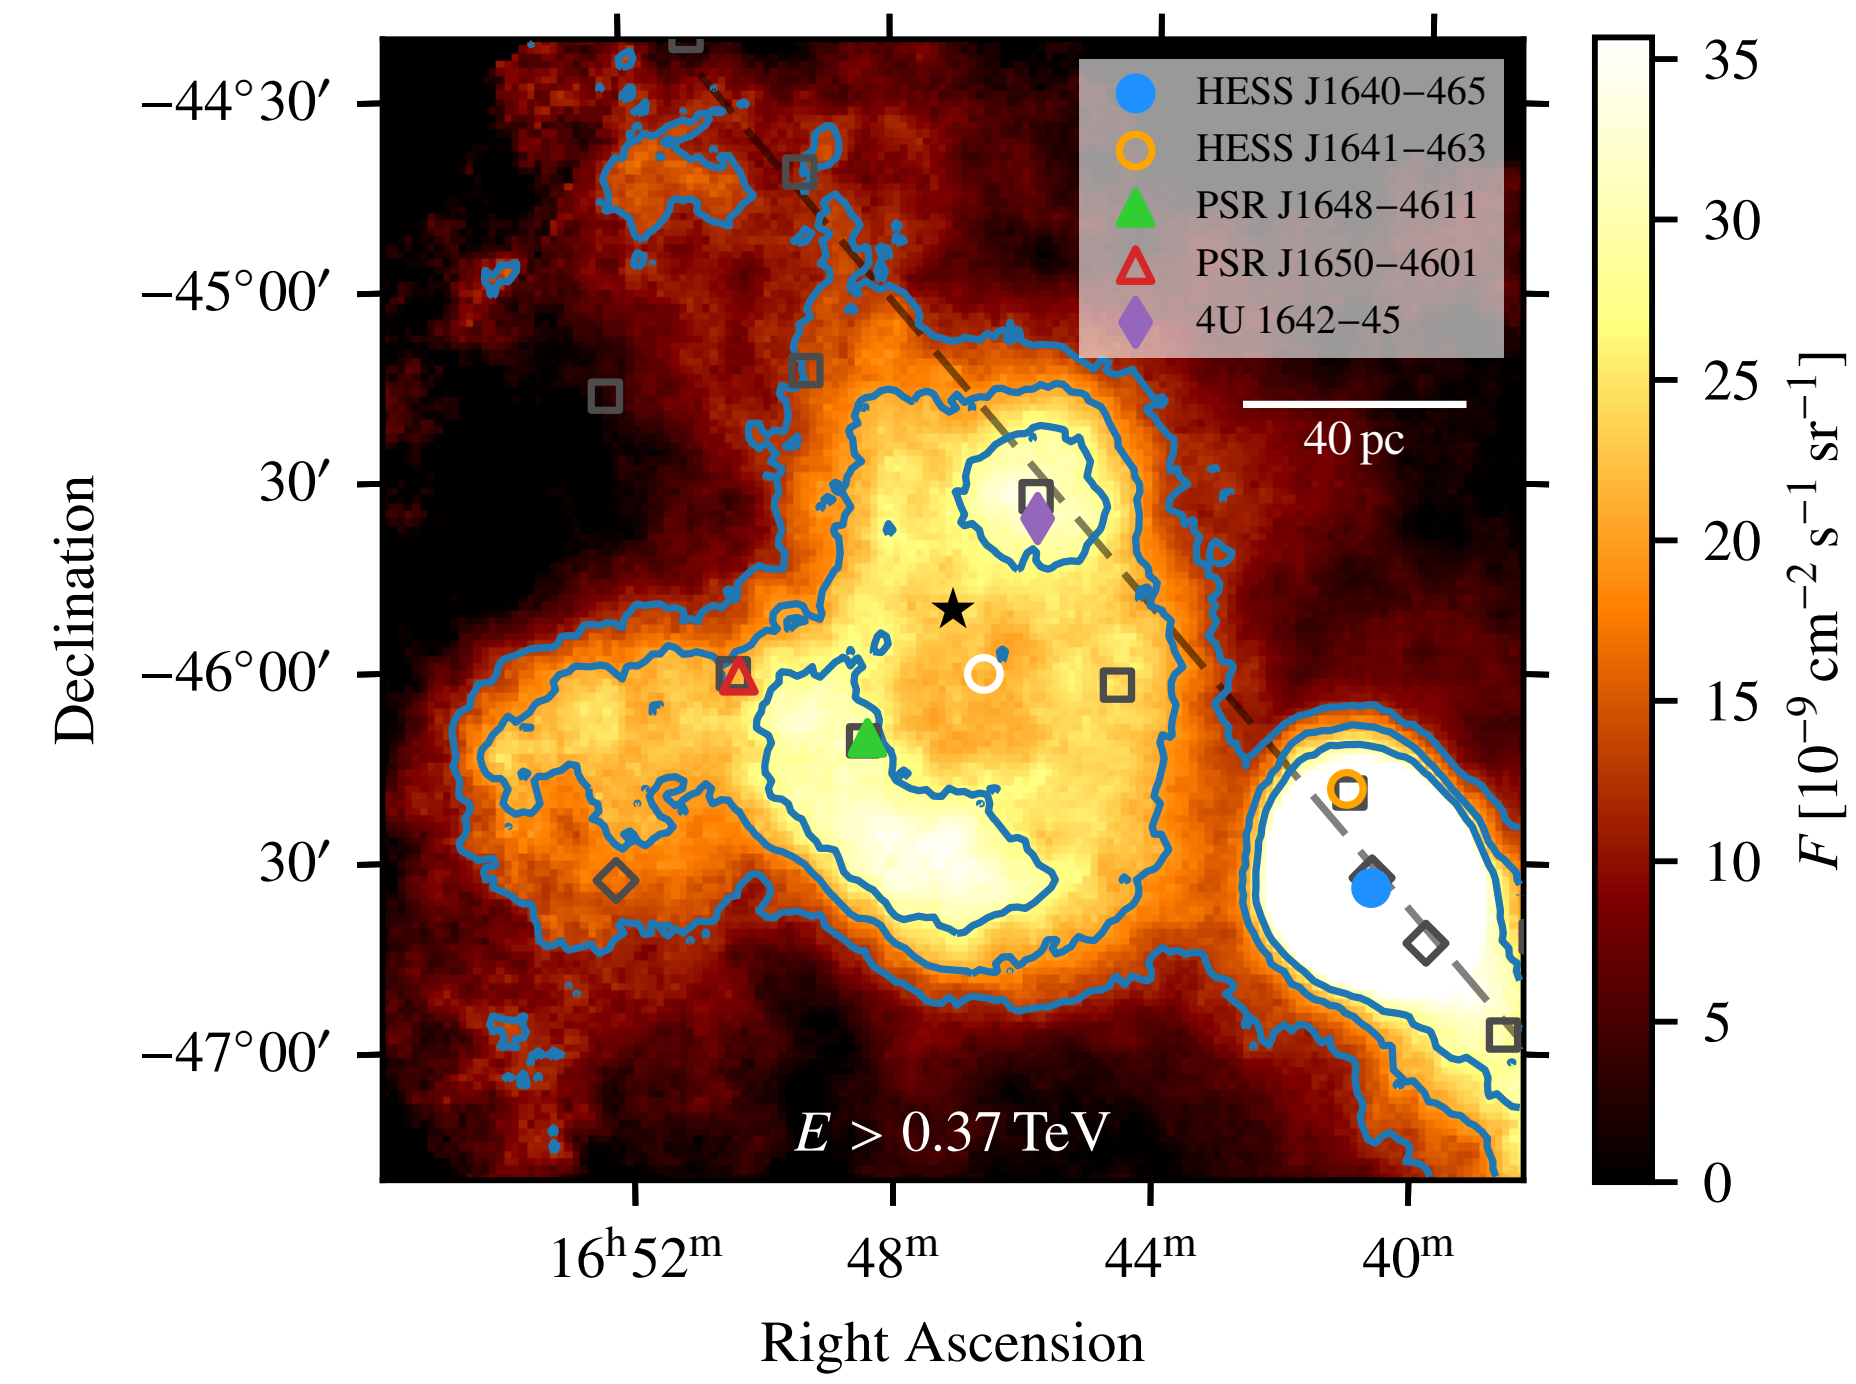 HESS J1640−465
HESS J1641−463
PSR J1648−4611
PSR J1650−4601
4U 1642−45
40 pc
E > 0.37 TeV
−44°30′
−45°00′
30′
−46°00′
30′
−47°00′
Declination
16ʰ52ᵐ
48ᵐ
44ᵐ
40ᵐ
Right Ascension
35
30
25
20
15
10
5
0
F [10⁻⁹ cm⁻² s⁻¹ sr⁻¹]